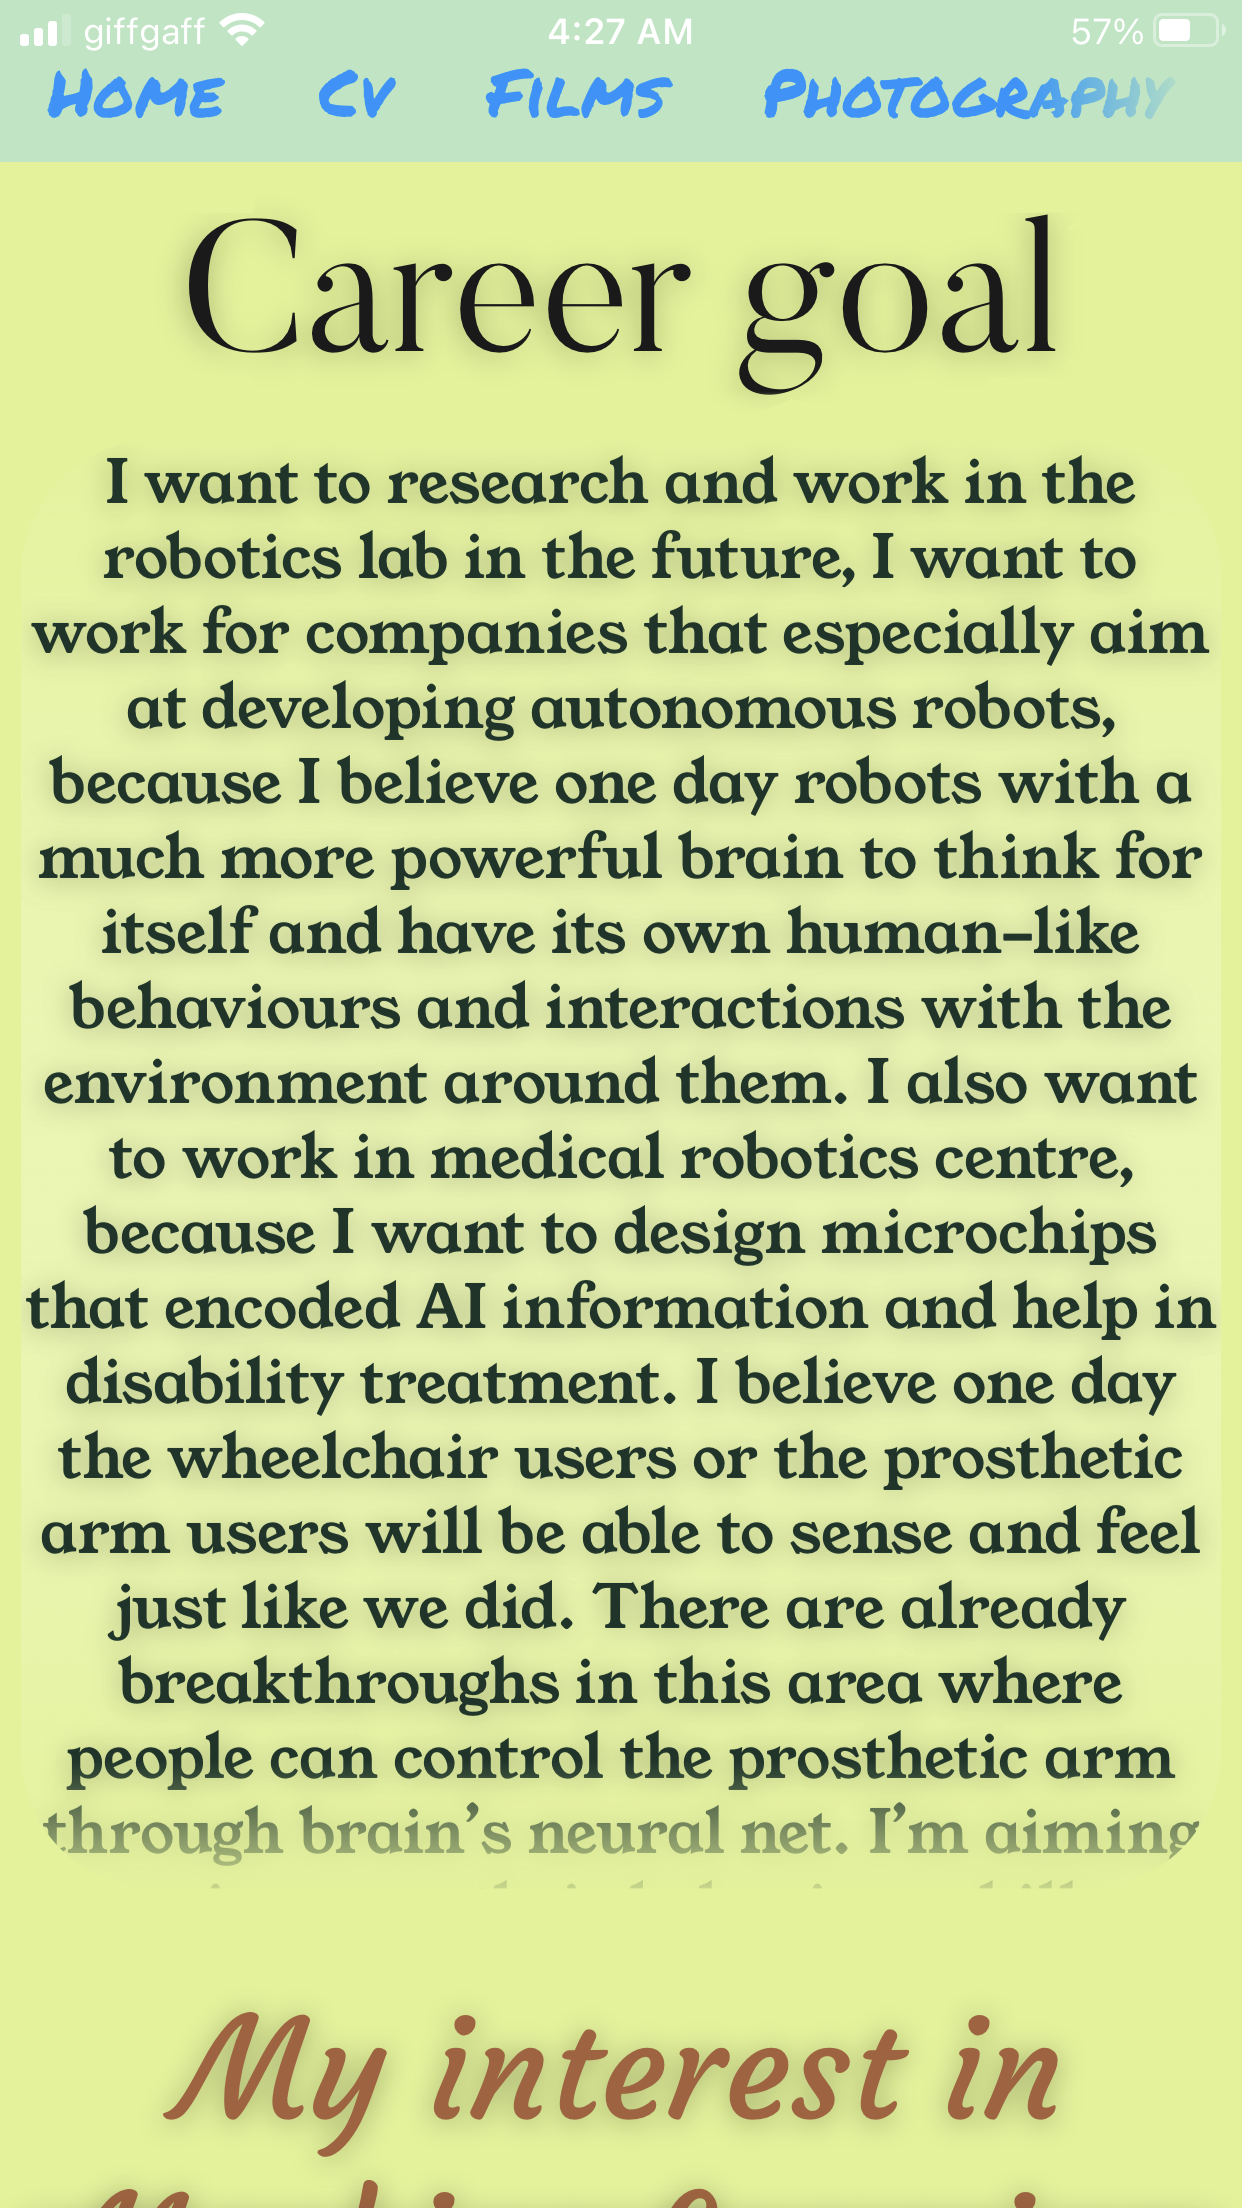 giffgaff 4:27 AM 57%
Home Cv Films Photography
Career goal
I want to research and work in the
robotics lab in the future, I want to
work for companies that especially aim
at developing autonomous robots,
because I believe one day robots with a
much more powerful brain to think for
itself and have its own human-like
behaviours and interactions with the
environment around them. I also want
to work in medical robotics centre,
because I want to design microchips
that encoded AI information and help in
disability treatment. I believe one day
the wheelchair users or the prosthetic
arm users will be able to sense and feel
just like we did. There are already
breakthroughs in this area where
people can control the prosthetic arm
through brain's neural net. I'm aiming
My interest in